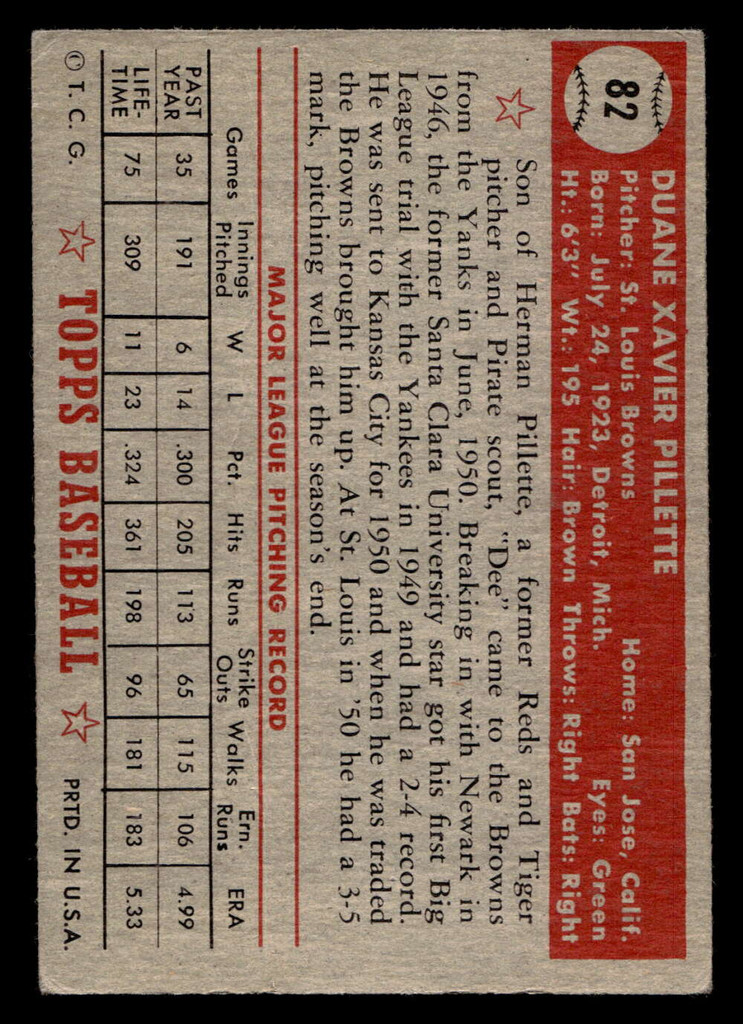 82
DUANE XAVIER PILLETTE
Pitcher: St. Louis Browns Home: San Jose, Calif.
Born: July 24, 1923, Detroit, Mich. Eyes: Green
Ht.: 6'3" Wt.: 195 Hair: Brown Throws: Right Bats: Right
Son of Herman Pillette, a former Reds and Tiger
pitcher and Pirate scout, "Dee" came to the Browns
from the Yanks in June, 1950. Breaking in with Newark in
1946, the former Santa Clara University star got his first Big
League trial with the Yankees in 1949 and had a 2-4 record.
He was sent to Kansas City for 1950 and when he was traded
the Browns brought him up. At St. Louis in '50 he had a 3-5
mark, pitching well at the season's end.
MAJOR LEAGUE PITCHING RECORD
Games Innings Pitched W L Pct. Hits Runs Strike Outs Walks Ern. Runs ERA
PAST YEAR 35 191 6 14 .300 205 113 65 115 106 4.99
LIFE-TIME 75 309 11 23 .324 361 198 96 181 183 5.33
© T. C. G. TOPPS BASEBALL PRTD. IN U.S.A.